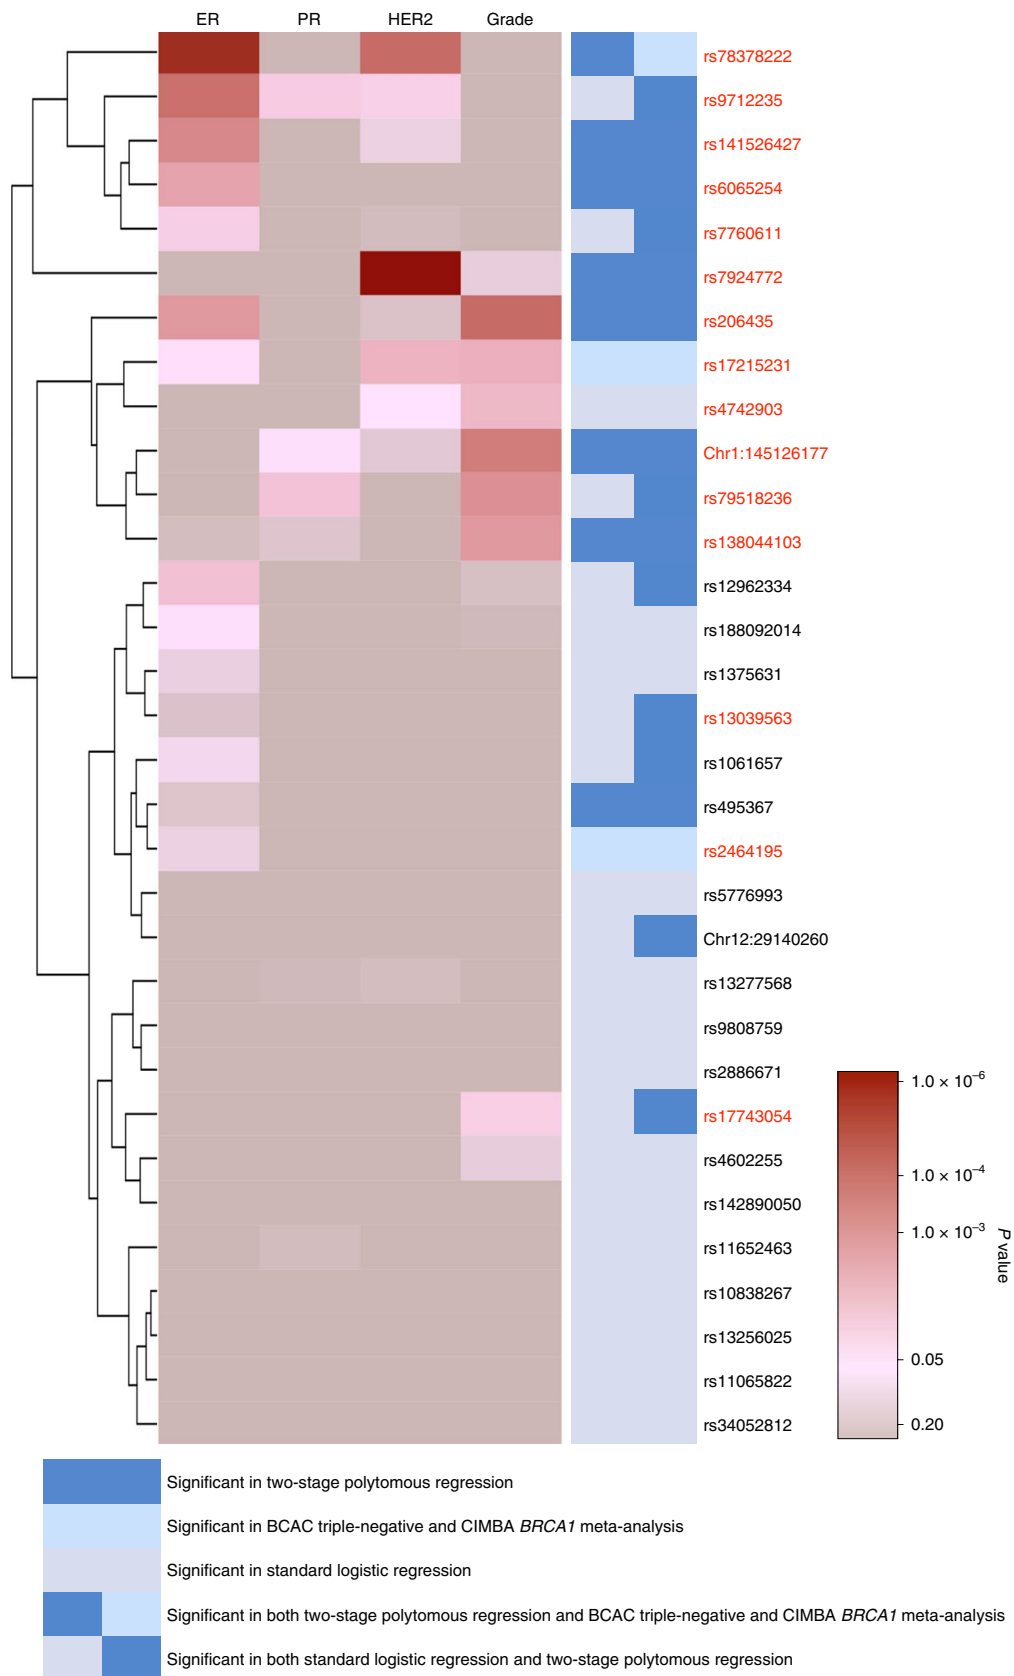 ER PR HER2 Grade
rs78378222
rs9712235
rs141526427
rs6065254
rs7760611
rs7924772
rs206435
rs17215231
rs4742903
Chr1:145126177
rs79518236
rs138044103
rs12962334
rs188092014
rs1375631
rs13039563
rs1061657
rs495367
rs2464195
rs5776993
Chr12:29140260
rs13277568
rs9808759
rs2886671
rs17743054
rs4602255
rs142890050
rs11652463
rs10838267
rs13256025
rs11065822
rs34052812
1.0 × 10⁻⁶
1.0 × 10⁻⁴
1.0 × 10⁻³
0.05
0.20
P value
Significant in two-stage polytomous regression
Significant in BCAC triple-negative and CIMBA BRCA1 meta-analysis
Significant in standard logistic regression
Significant in both two-stage polytomous regression and BCAC triple-negative and CIMBA BRCA1 meta-analysis
Significant in both standard logistic regression and two-stage polytomous regression